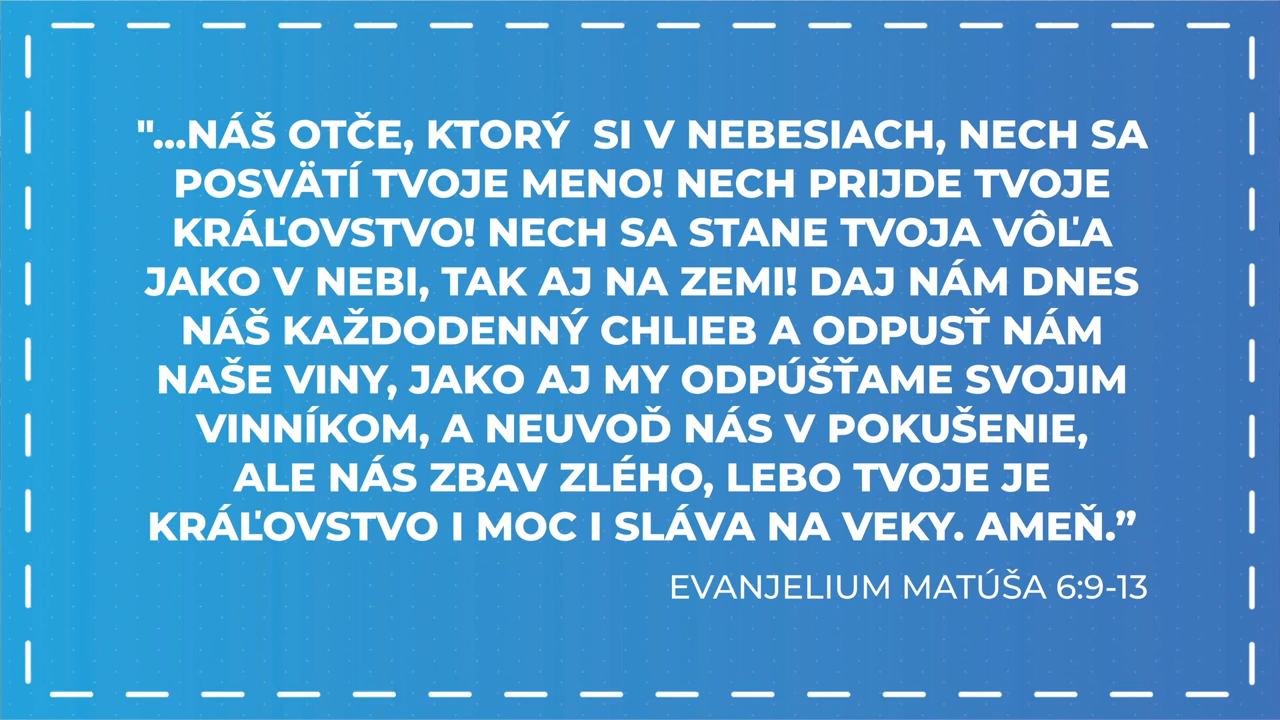 "...NÁŠ OTČE, KTORÝ  SI V NEBESIACH, NECH SA
POSVÄTÍ TVOJE MENO! NECH PRIJDE TVOJE
KRÁĽOVSTVO! NECH SA STANE TVOJA VÔĽA
JAKO V NEBI, TAK AJ NA ZEMI! DAJ NÁM DNES
NÁŠ KAŽDODENNÝ CHLIEB A ODPUSŤ NÁM
NAŠE VINY, JAKO AJ MY ODPÚŠŤAME SVOJIM
VINNÍKOM, A NEUVOĎ NÁS V POKUŠENIE,
ALE NÁS ZBAV ZLÉHO, LEBO TVOJE JE
KRÁĽOVSTVO I MOC I SLÁVA NA VEKY. AMEŇ.”
EVANJELIUM MATÚŠA 6:9-13